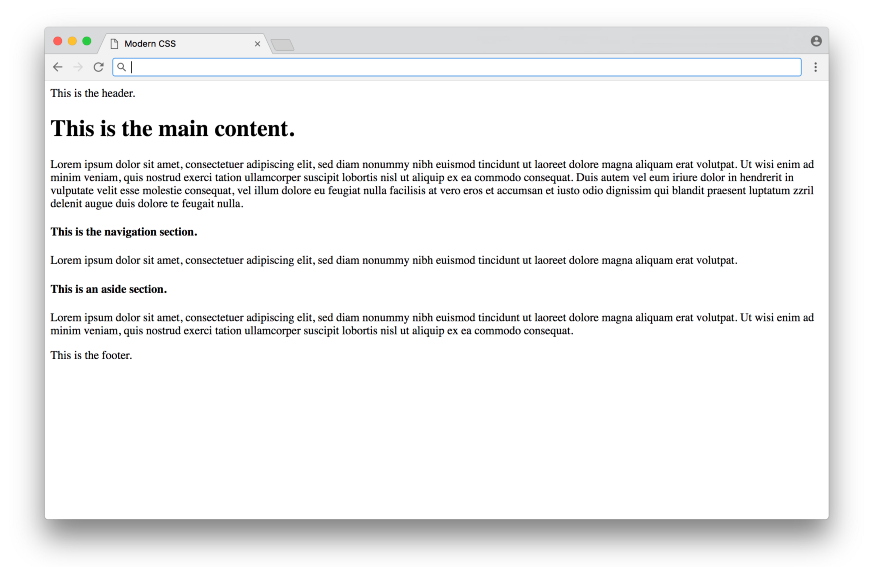 Modern CSS
This is the header.
This is the main content.
Lorem ipsum dolor sit amet, consectetuer adipiscing elit, sed diam nonummy nibh euismod tincidunt ut laoreet dolore magna aliquam erat volutpat. Ut wisi enim ad
minim veniam, quis nostrud exerci tation ullamcorper suscipit lobortis nisl ut aliquip ex ea commodo consequat. Duis autem vel eum iriure dolor in hendrerit in
vulputate velit esse molestie consequat, vel illum dolore eu feugiat nulla facilisis at vero eros et accumsan et iusto odio dignissim qui blandit praesent luptatum zzril
delenit augue duis dolore te feugait nulla.
This is the navigation section.
Lorem ipsum dolor sit amet, consectetuer adipiscing elit, sed diam nonummy nibh euismod tincidunt ut laoreet dolore magna aliquam erat volutpat.
This is an aside section.
Lorem ipsum dolor sit amet, consectetuer adipiscing elit, sed diam nonummy nibh euismod tincidunt ut laoreet dolore magna aliquam erat volutpat. Ut wisi enim ad
minim veniam, quis nostrud exerci tation ullamcorper suscipit lobortis nisl ut aliquip ex ea commodo consequat.
This is the footer.